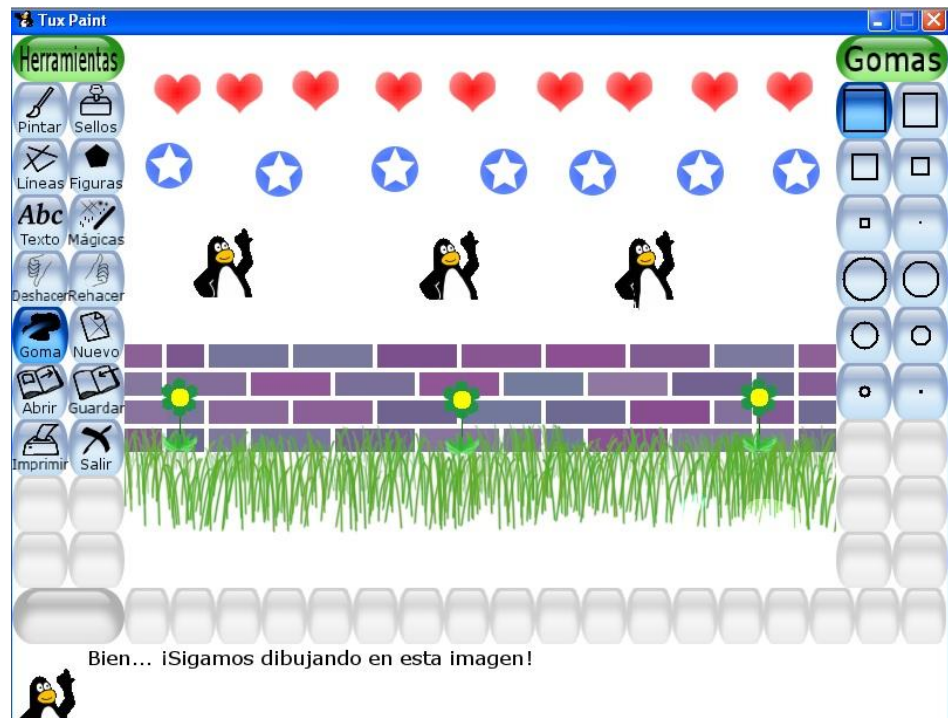 Tux Paint
Herramientas
Gomas
Pintar Sellos
Líneas Figuras
Abc
Texto Mágicas
Deshacer Rehacer
Goma Nuevo
Abrir Guardar
Imprimir Salir
Bien... ¡Sigamos dibujando en esta imagen!